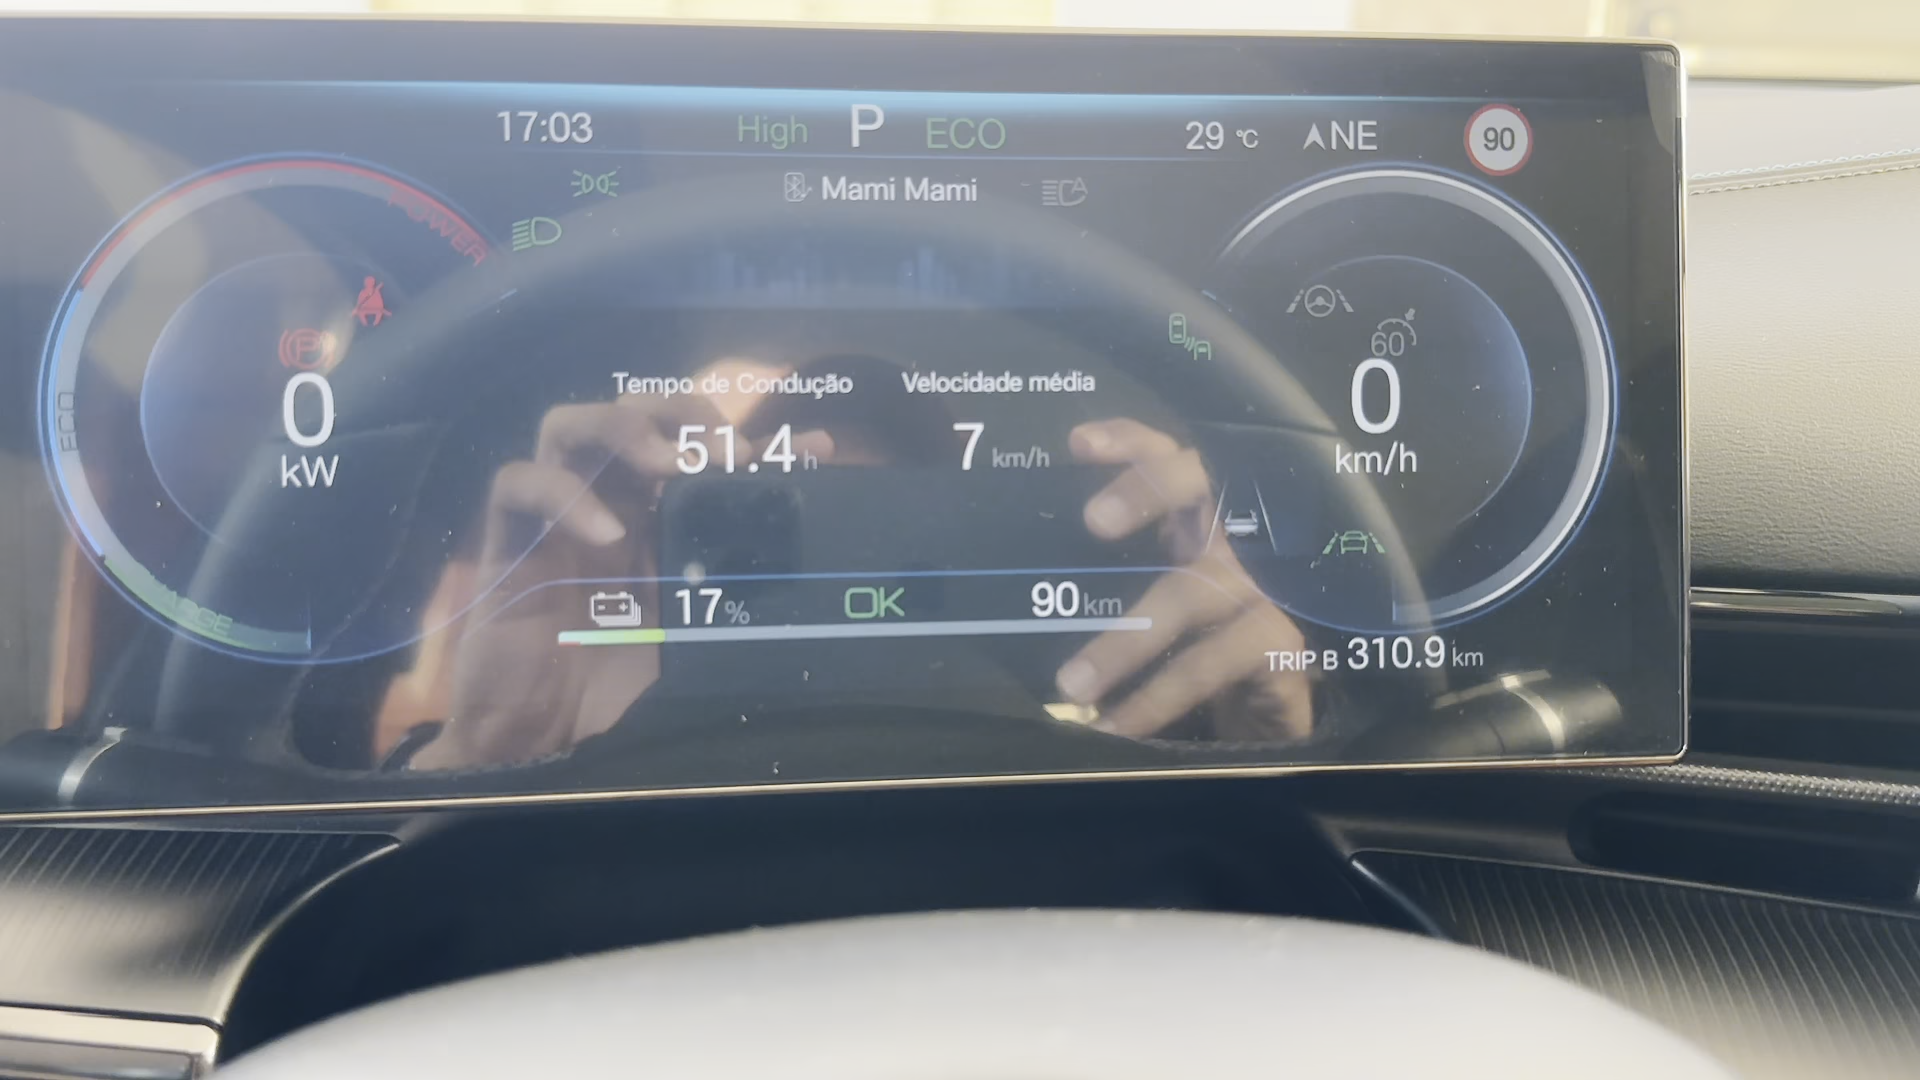 17:03 High P ECO 29 °C NE 90
Mami Mami
POWER
60
Tempo de Condução Velocidade média
0 51.4 h 7 km/h 0
kW km/h
ECO
17% OK 90 km
CHARGE
TRIP B 310.9 km